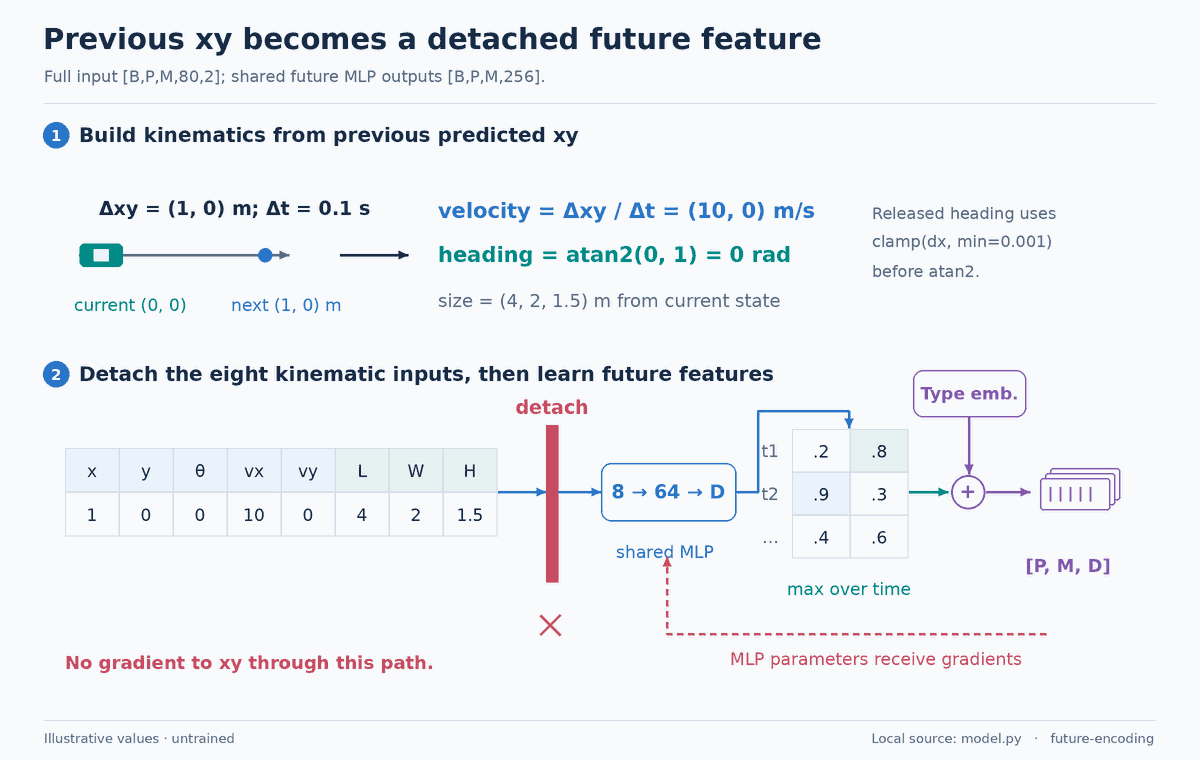 Previous xy becomes a detached future feature
Full input [B,P,M,80,2]; shared future MLP outputs [B,P,M,256].
1 Build kinematics from previous predicted xy
Δxy = (1, 0) m; Δt = 0.1 s
current (0, 0)
next (1, 0) m
velocity = Δxy / Δt = (10, 0) m/s
heading = atan2(0, 1) = 0 rad
size = (4, 2, 1.5) m from current state
Released heading uses
clamp(dx, min=0.001)
before atan2.
2 Detach the eight kinematic inputs, then learn future features
detach
x y θ vx vy L W H
1 0 0 10 0 4 2 1.5
8 → 64 → D
shared MLP
t1 .2 .8
t2 .9 .3
... .4 .6
max over time
Type emb.
+
[P, M, D]
No gradient to xy through this path.
MLP parameters receive gradients
Illustrative values · untrained
Local source: model.py · future-encoding